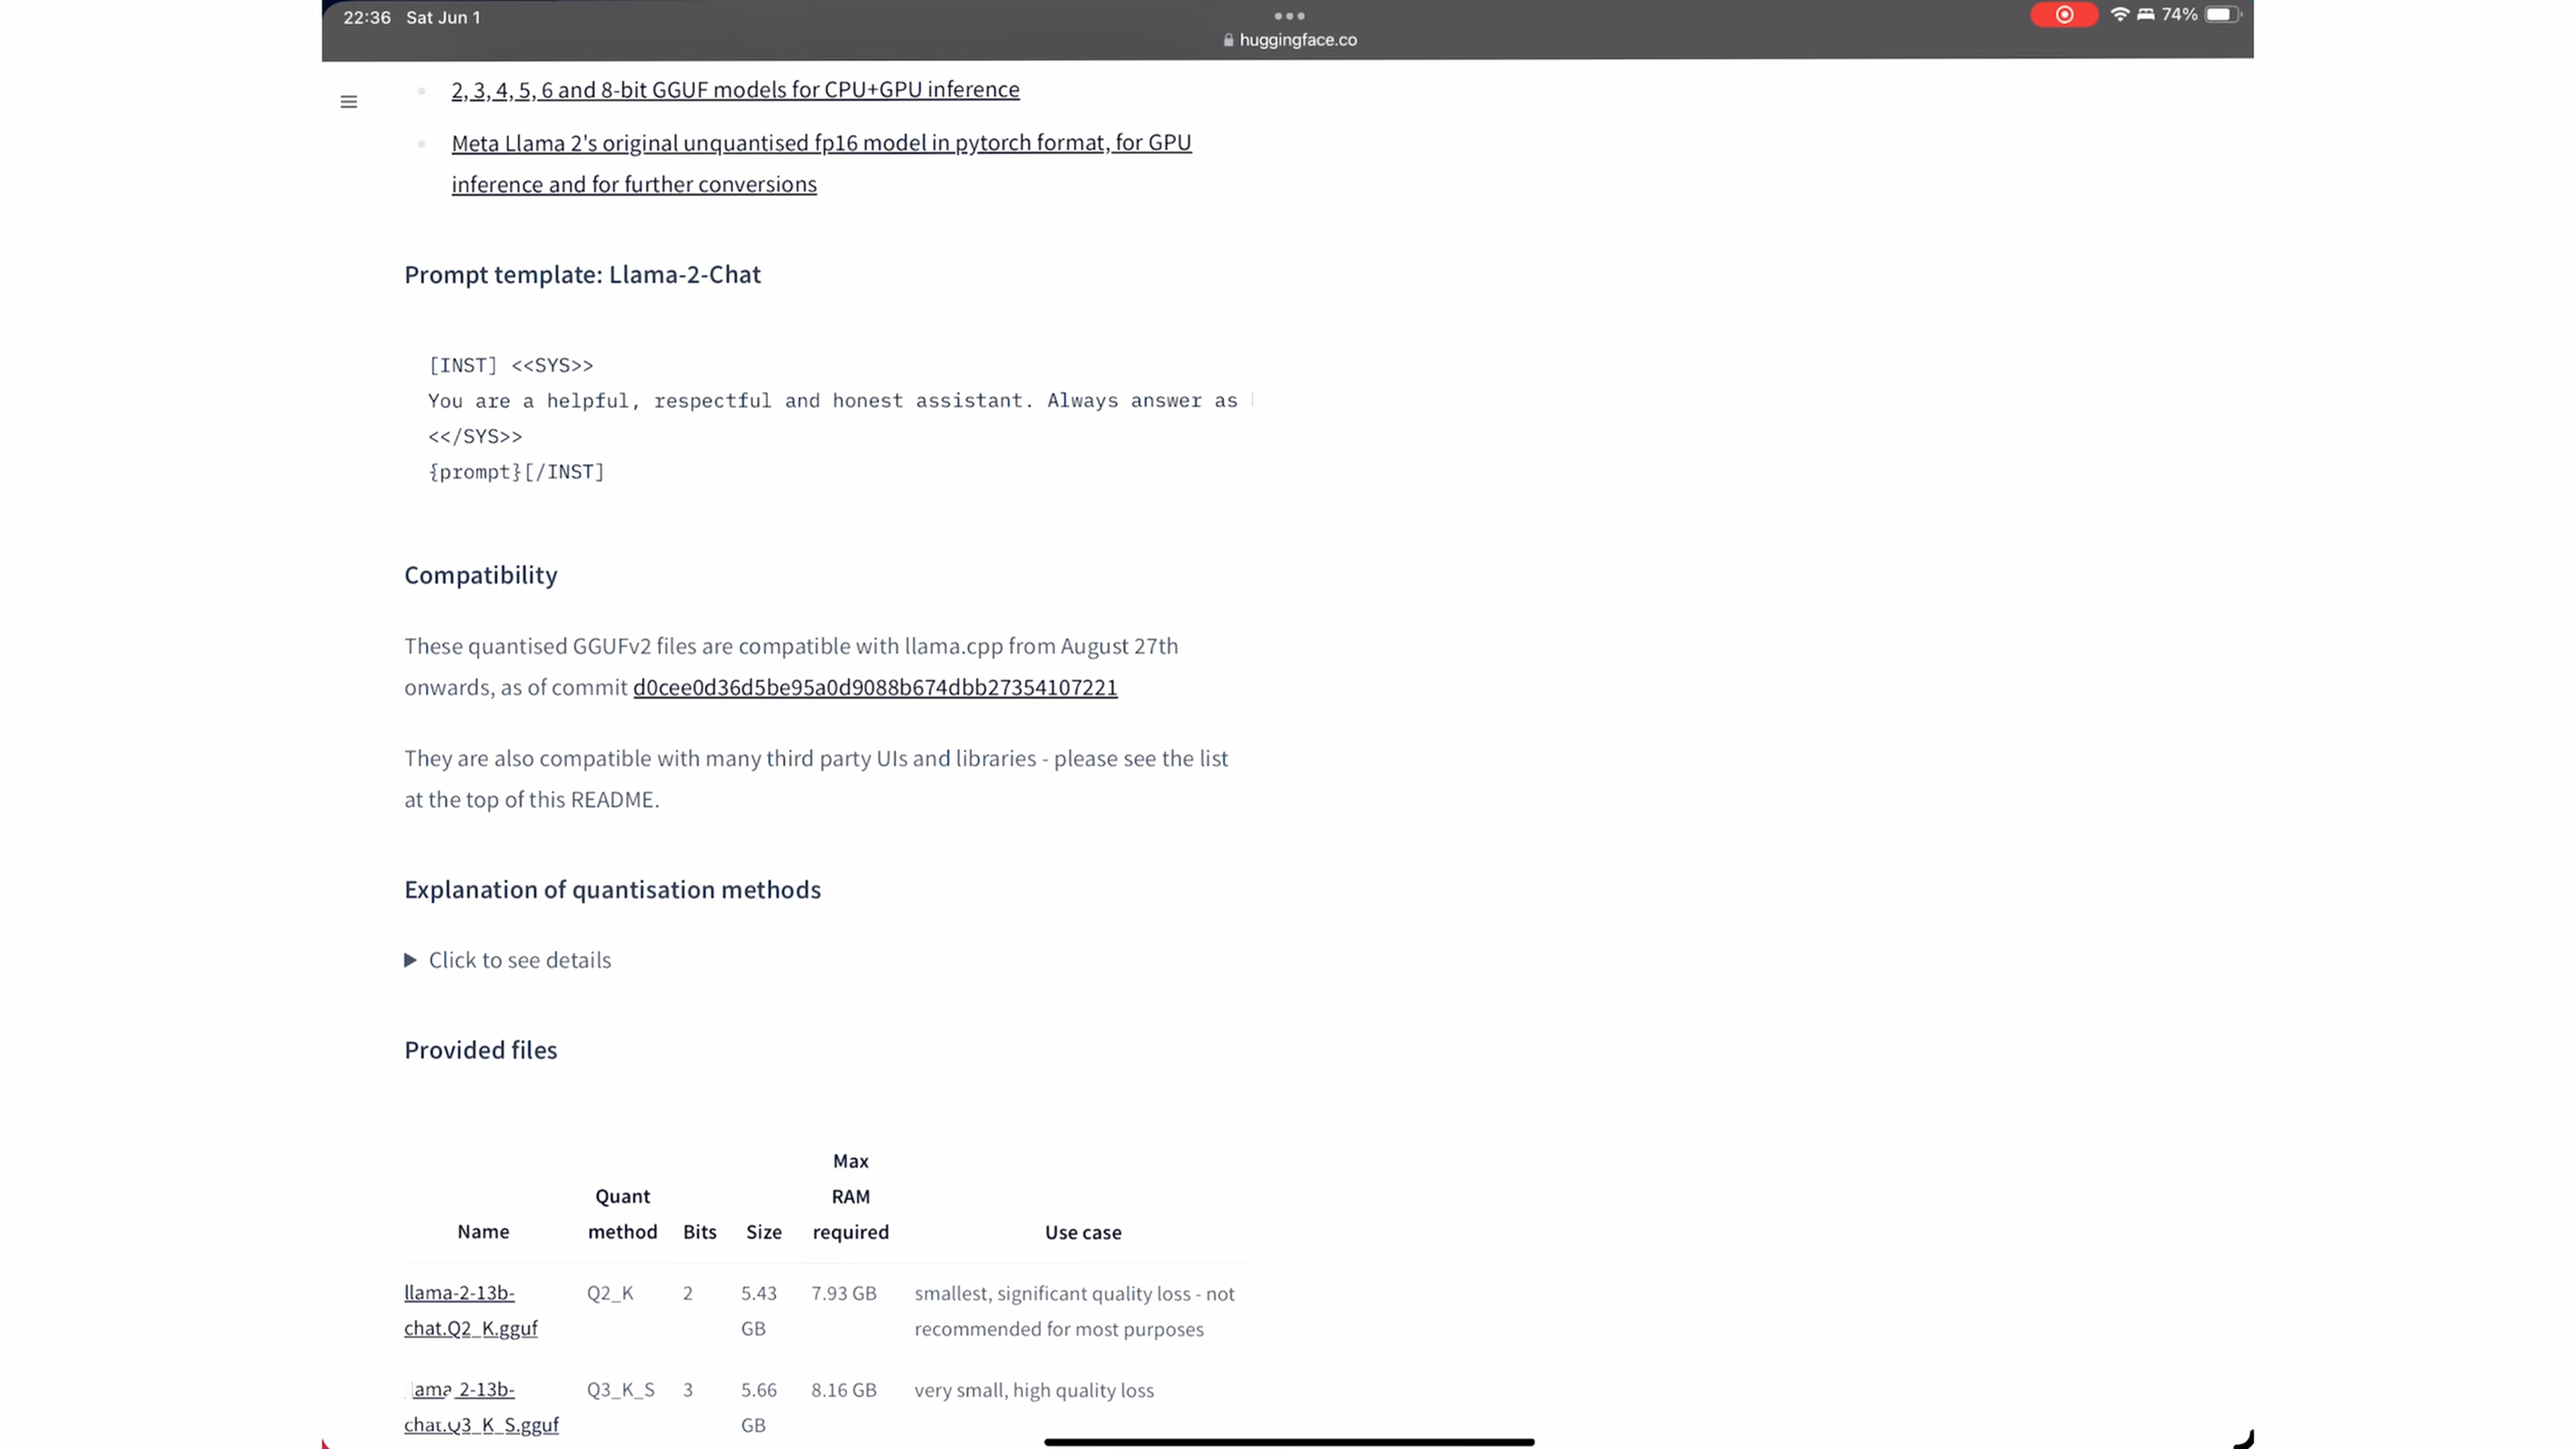 22:36 Sat Jun 1
74%
huggingface.co
2, 3, 4, 5, 6 and 8-bit GGUF models for CPU+GPU inference
Meta Llama 2's original unquantised fp16 model in pytorch format, for GPU
inference and for further conversions
Prompt template: Llama-2-Chat
[INST] <<SYS>>
You are a helpful, respectful and honest assistant. Always answer as
<</SYS>>
{prompt}[/INST]
Compatibility
These quantised GGUFv2 files are compatible with llama.cpp from August 27th
onwards, as of commit d0cee0d36d5be95a0d9088b674dbb27354107221
They are also compatible with many third party UIs and libraries - please see the list
at the top of this README.
Explanation of quantisation methods
Click to see details
Provided files
Max
Quant RAM
Name method Bits Size required Use case
llama-2-13b- Q2_K 2 5.43 7.93 GB smallest, significant quality loss - not
chat.Q2_K.gguf GB recommended for most purposes
llama-2-13b- Q3_K_S 3 5.66 8.16 GB very small, high quality loss
chat.Q3_K_S.gguf GB